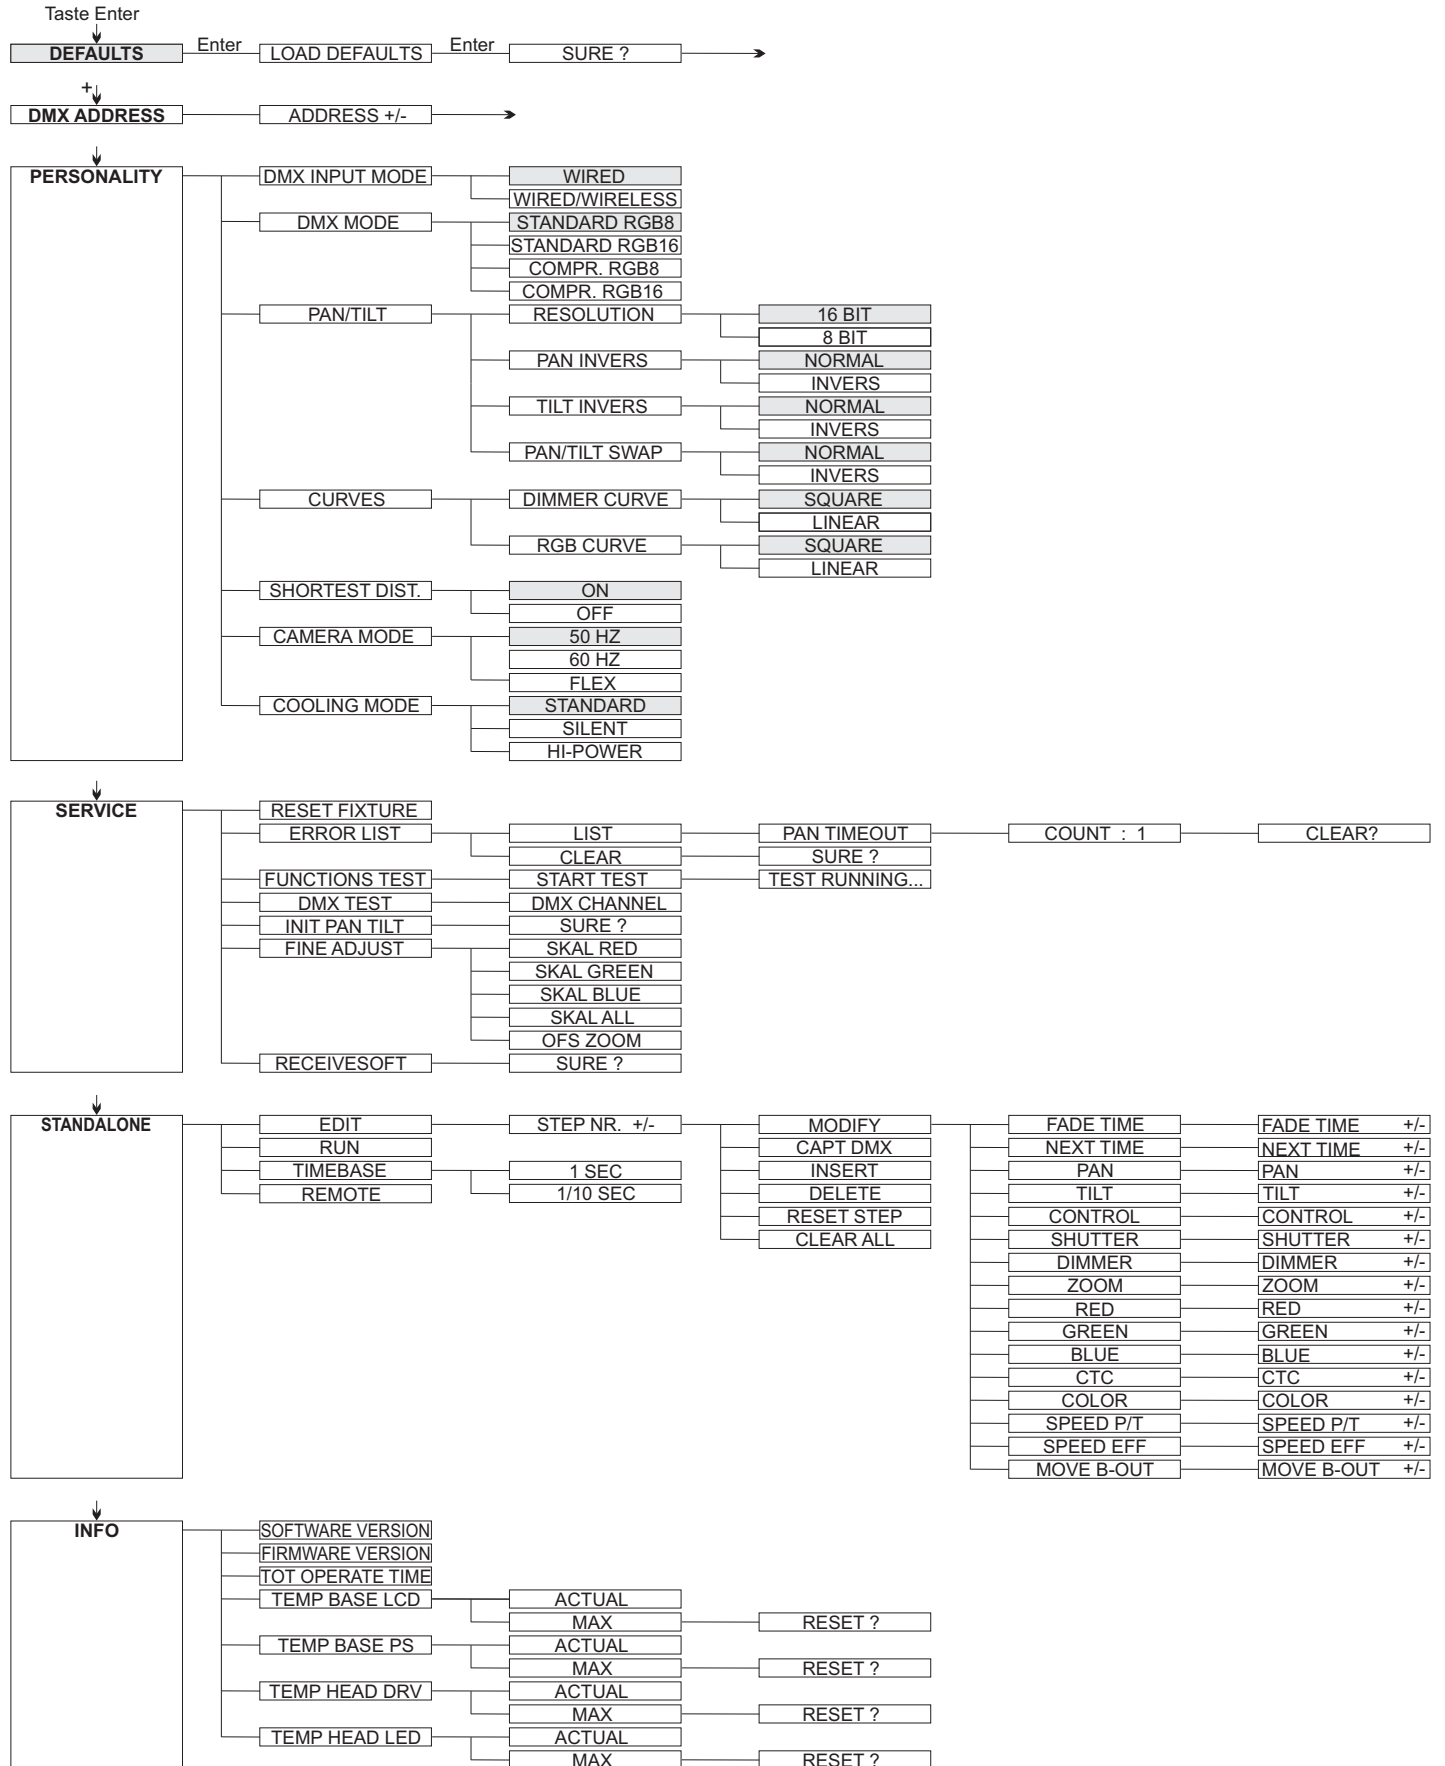 Taste Enter
DEFAULTS Enter LOAD DEFAULTS Enter SURE ?
+
DMX ADDRESS ADDRESS +/-
PERSONALITY DMX INPUT MODE WIRED
WIRED/WIRELESS
DMX MODE STANDARD RGB8
STANDARD RGB16
COMPR. RGB8
COMPR. RGB16
PAN/TILT RESOLUTION 16 BIT
8 BIT
PAN INVERS NORMAL
INVERS
TILT INVERS NORMAL
INVERS
PAN/TILT SWAP NORMAL
INVERS
CURVES DIMMER CURVE SQUARE
LINEAR
RGB CURVE SQUARE
LINEAR
SHORTEST DIST. ON
OFF
CAMERA MODE 50 HZ
60 HZ
FLEX
COOLING MODE STANDARD
SILENT
HI-POWER
SERVICE RESET FIXTURE
ERROR LIST LIST PAN TIMEOUT COUNT : 1 CLEAR?
CLEAR SURE ?
FUNCTIONS TEST START TEST TEST RUNNING...
DMX TEST DMX CHANNEL
INIT PAN TILT SURE ?
FINE ADJUST SKAL RED
SKAL GREEN
SKAL BLUE
SKAL ALL
OFS ZOOM
RECEIVESOFT SURE ?
STANDALONE EDIT STEP NR. +/- MODIFY FADE TIME FADE TIME +/-
RUN CAPT DMX NEXT TIME NEXT TIME +/-
TIMEBASE 1 SEC INSERT PAN PAN +/-
REMOTE 1/10 SEC DELETE TILT TILT +/-
RESET STEP CONTROL CONTROL +/-
CLEAR ALL SHUTTER SHUTTER +/-
DIMMER DIMMER +/-
ZOOM ZOOM +/-
RED RED +/-
GREEN GREEN +/-
BLUE BLUE +/-
CTC CTC +/-
COLOR COLOR +/-
SPEED P/T SPEED P/T +/-
SPEED EFF SPEED EFF +/-
MOVE B-OUT MOVE B-OUT +/-
INFO SOFTWARE VERSION
FIRMWARE VERSION
TOT OPERATE TIME
TEMP BASE LCD ACTUAL
MAX RESET ?
TEMP BASE PS ACTUAL
MAX RESET ?
TEMP HEAD DRV ACTUAL
MAX RESET ?
TEMP HEAD LED ACTUAL
MAX RESET ?